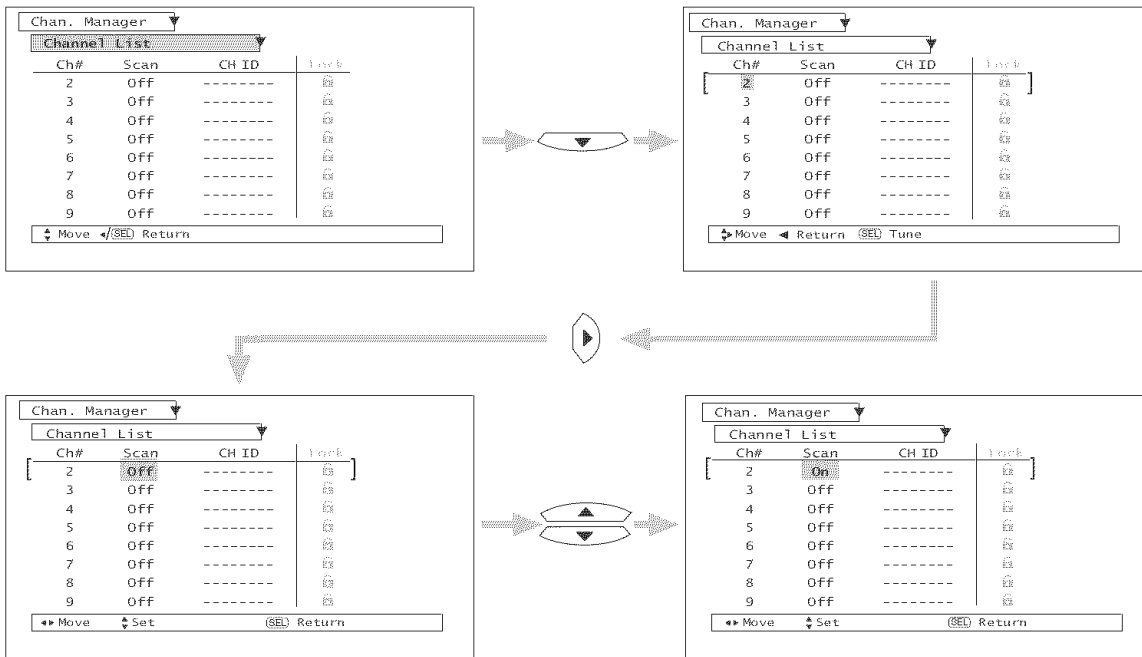 Chan. Manager
Channel List
Ch# Scan CH ID Lock
2 Off --------
3 Off --------
4 Off --------
5 Off --------
6 Off --------
7 Off --------
8 Off --------
9 Off --------
Move /SEL Return
Chan. Manager
Channel List
Ch# Scan CH ID Lock
2 Off --------
3 Off --------
4 Off --------
5 Off --------
6 Off --------
7 Off --------
8 Off --------
9 Off --------
Move Return SEL Tune
Chan. Manager
Channel List
Ch# Scan CH ID Lock
2 Off --------
3 Off --------
4 Off --------
5 Off --------
6 Off --------
7 Off --------
8 Off --------
9 Off --------
Move Set SEL Return
Chan. Manager
Channel List
Ch# Scan CH ID Lock
2 On --------
3 Off --------
4 Off --------
5 Off --------
6 Off --------
7 Off --------
8 Off --------
9 Off --------
Move Set SEL Return